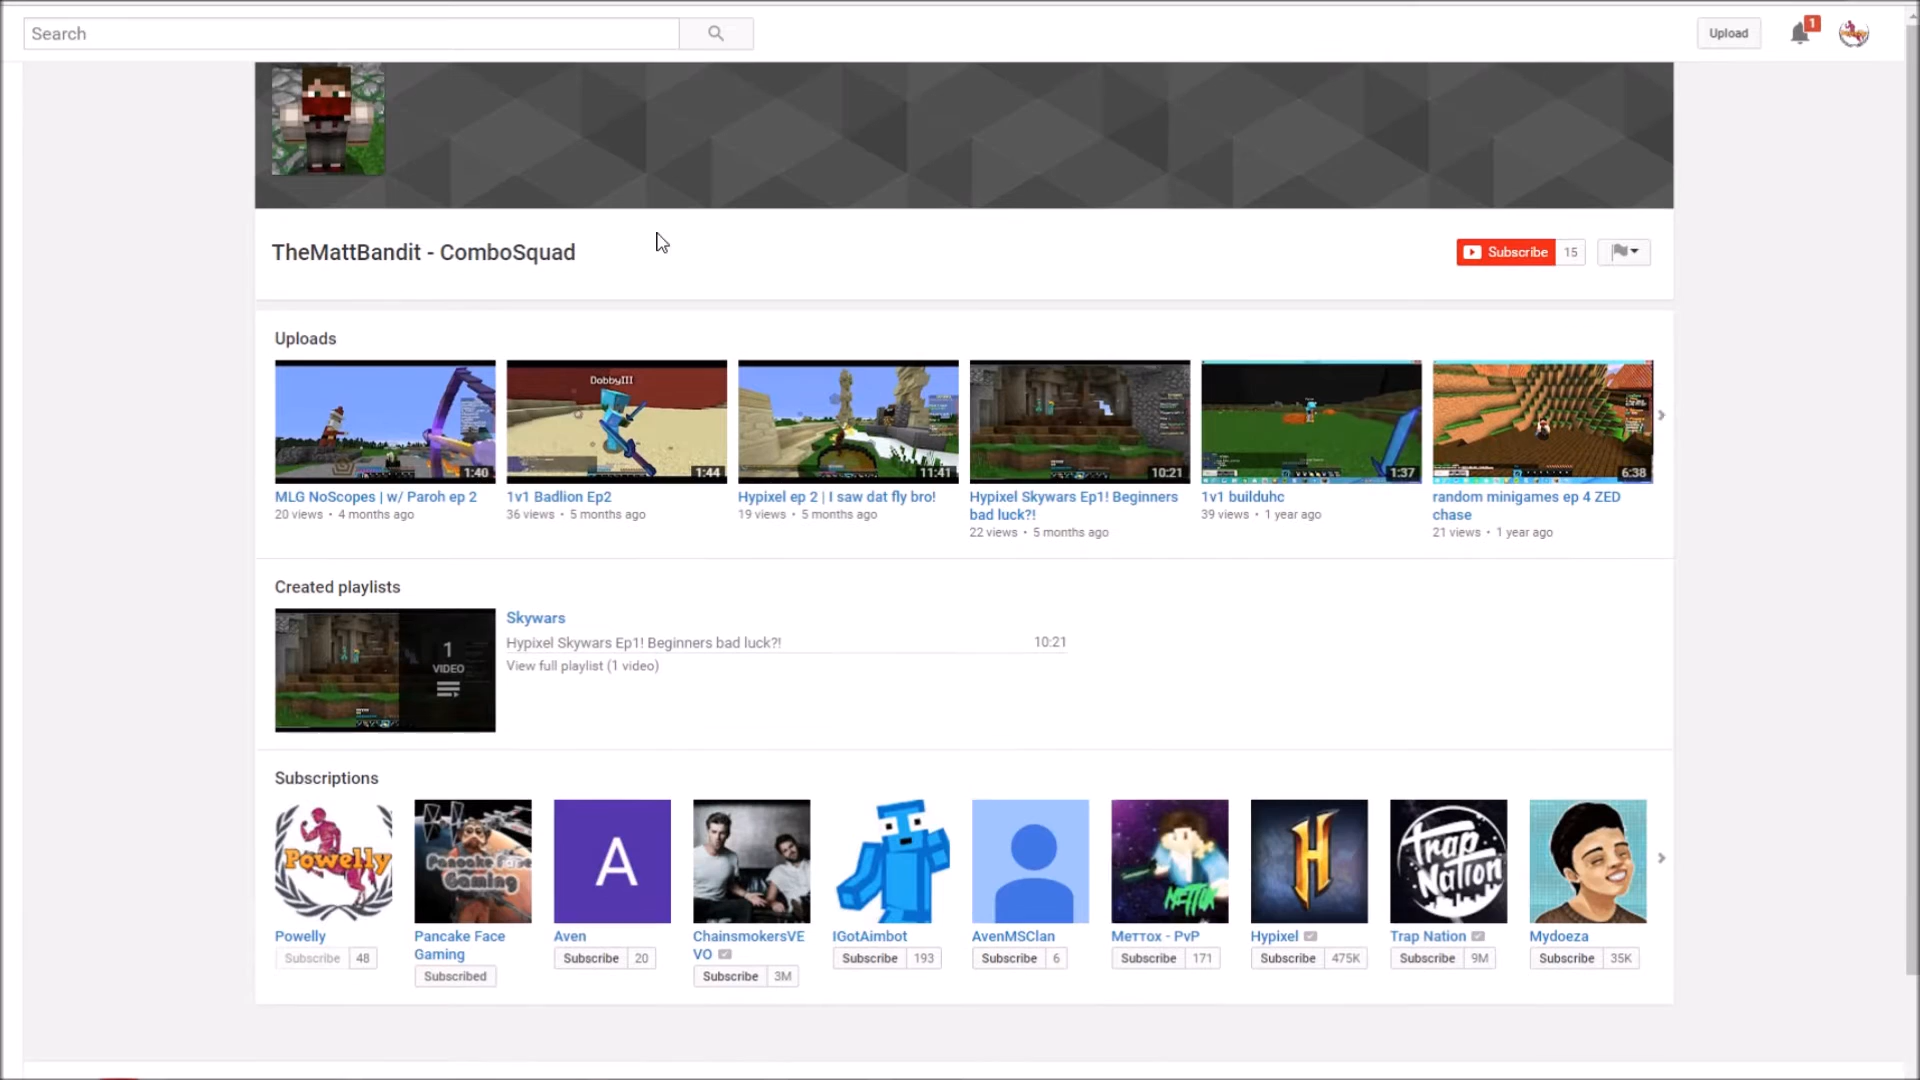 Search
Upload
1
TheMattBandit - ComboSquad
Subscribe 15
Uploads
DobbyIII
1:40
1:44
11:41
10:21
1:37
6:38
MLG NoScopes | w/ Paroh ep 2
20 views • 4 months ago
1v1 Badlion Ep2
36 views • 5 months ago
Hypixel ep 2 | I saw dat fly bro!
19 views • 5 months ago
Hypixel Skywars Ep1! Beginners
bad luck?!
22 views • 5 months ago
1v1 builduhc
39 views • 1 year ago
random minigames ep 4 ZED
chase
21 views • 1 year ago
Created playlists
1
VIDEO
Skywars
Hypixel Skywars Ep1! Beginners bad luck?! 10:21
View full playlist (1 video)
Subscriptions
Powelly
Pancake Face
Gaming
A
METTOX
H
Trap
Nation
Powelly
Subscribe 48
Pancake Face
Gaming
Subscribed
Aven
Subscribe 20
ChainsmokersVE
VO
Subscribe 3M
IGotAimbot
Subscribe 193
AvenMSClan
Subscribe 6
Меттох - PvP
Subscribe 171
Hypixel
Subscribe 475K
Trap Nation
Subscribe 9M
Mydoeza
Subscribe 35K